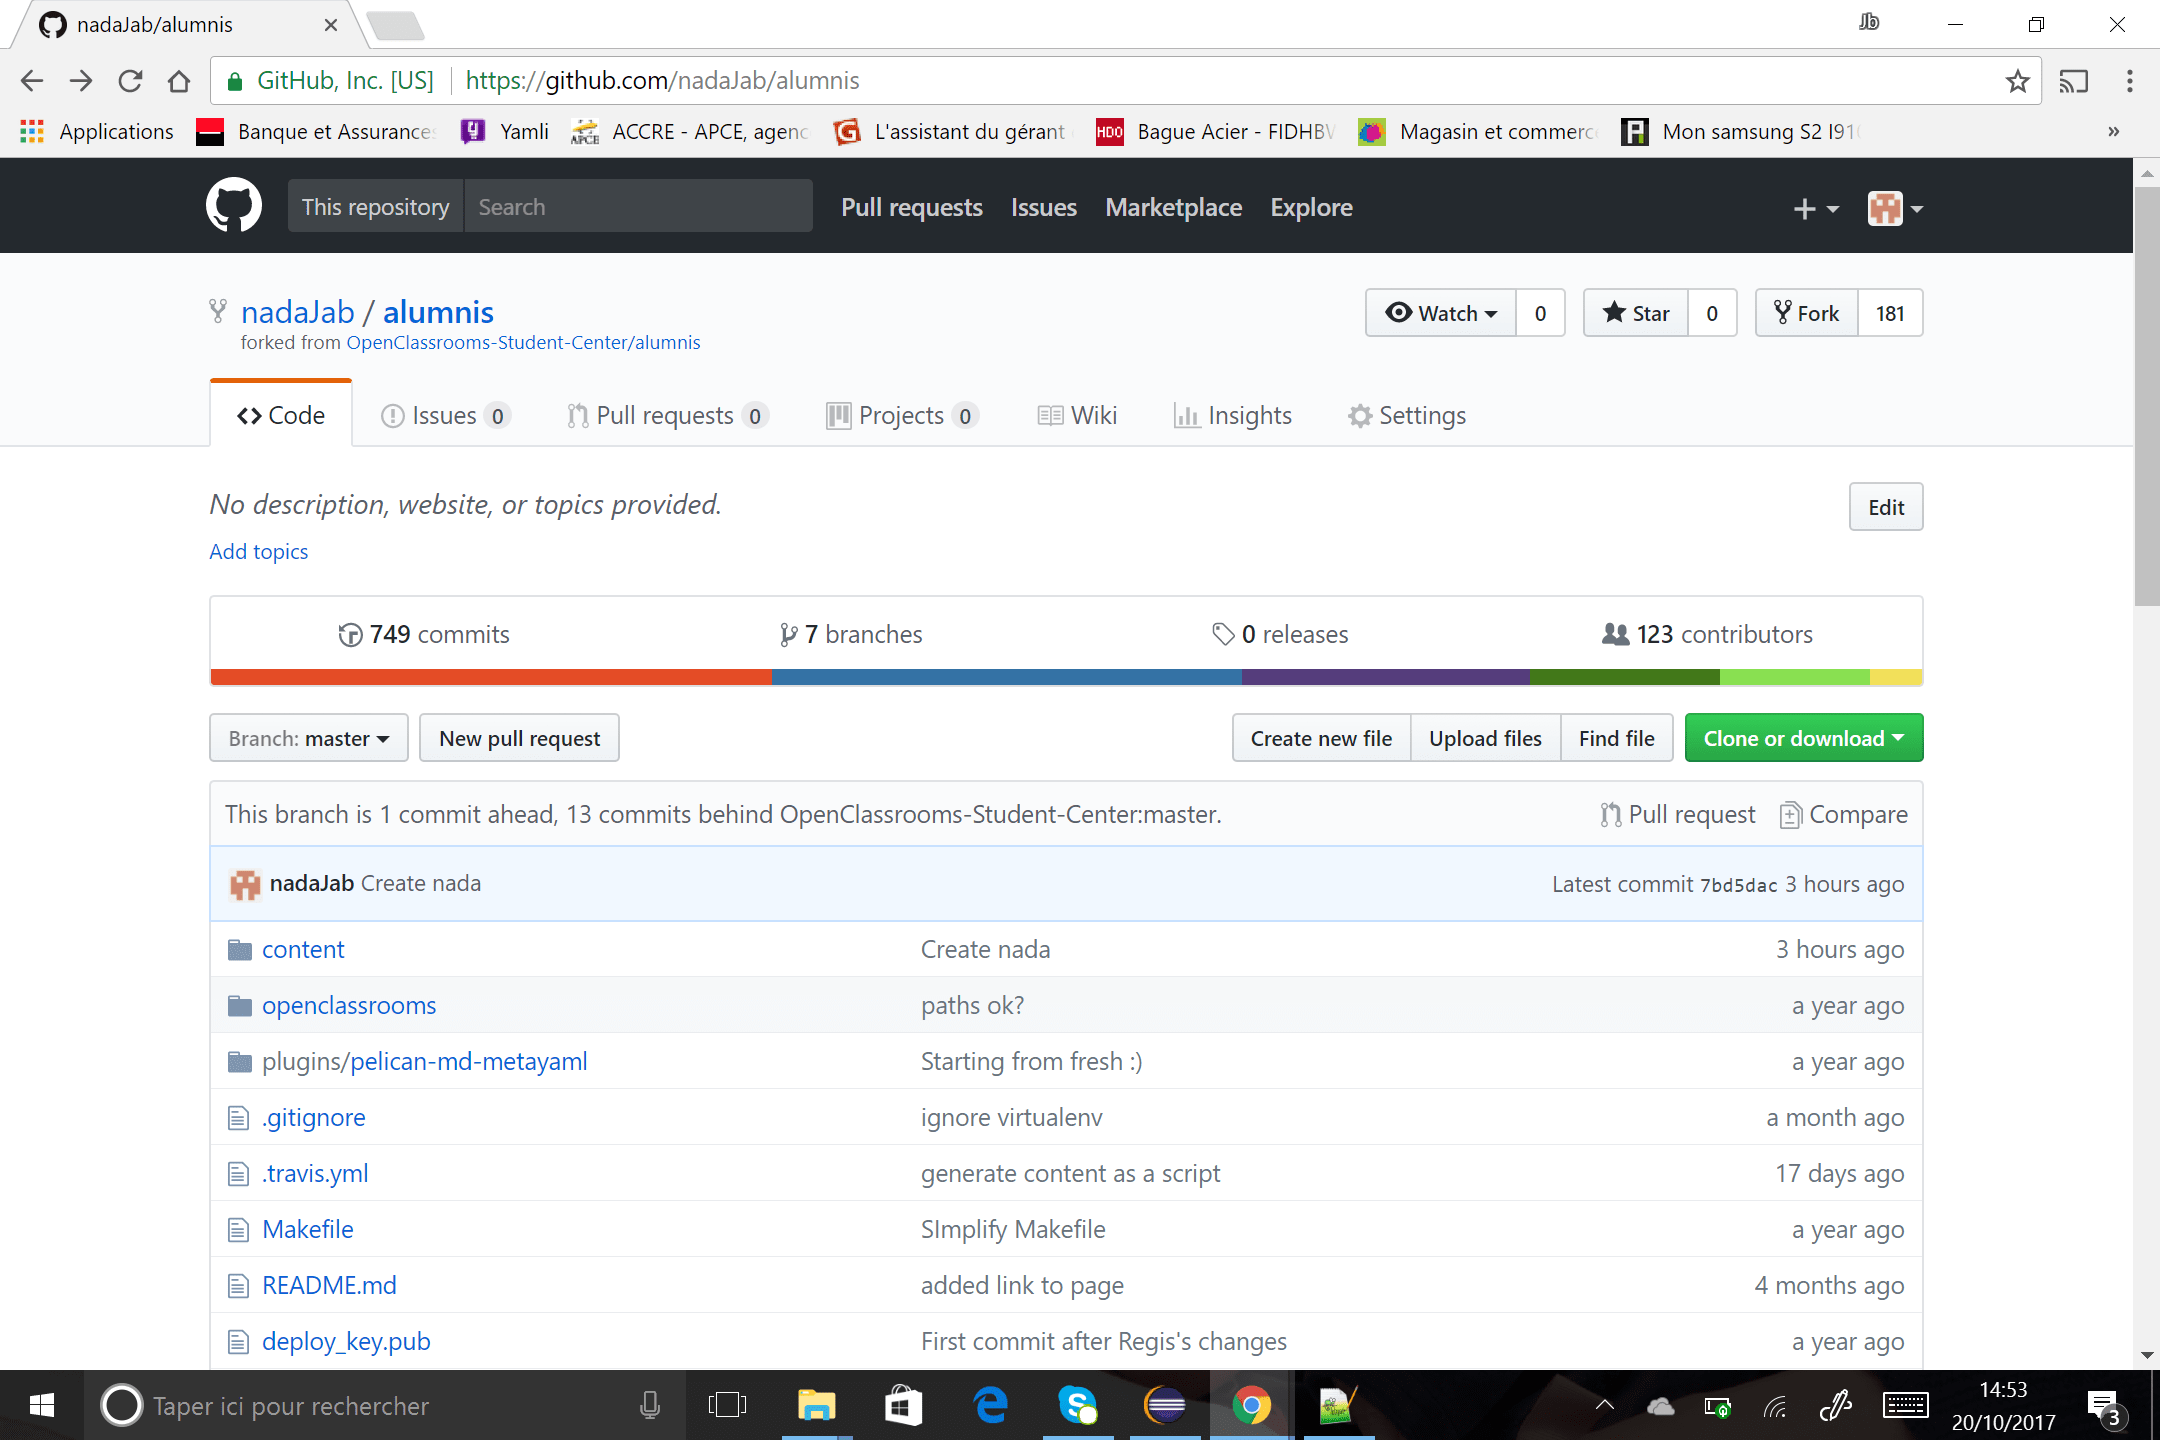 nadaJab/alumnis
GitHub, Inc. [US] https://github.com/nadaJab/alumnis
Applications Banque et Assurances Yamli ACCRE - APCE, agenc L'assistant du gérant Bague Acier - FIDHBV Magasin et commerc Mon samsung S2 I910 »
This repository Search Pull requests Issues Marketplace Explore
nadaJab / alumnis Watch 0 Star 0 Fork 181
forked from OpenClassrooms-Student-Center/alumnis
Code Issues 0 Pull requests 0 Projects 0 Wiki Insights Settings
No description, website, or topics provided. Edit
Add topics
749 commits 7 branches 0 releases 123 contributors
Branch: master New pull request Create new file Upload files Find file Clone or download
This branch is 1 commit ahead, 13 commits behind OpenClassrooms-Student-Center:master. Pull request Compare
nadaJab Create nada Latest commit 7bd5dac 3 hours ago
content Create nada 3 hours ago
openclassrooms paths ok? a year ago
plugins/pelican-md-metayaml Starting from fresh :) a year ago
.gitignore ignore virtualenv a month ago
.travis.yml generate content as a script 17 days ago
Makefile SImplify Makefile a year ago
README.md added link to page 4 months ago
deploy_key.pub First commit after Regis's changes a year ago
Taper ici pour rechercher 14:53
20/10/2017 3